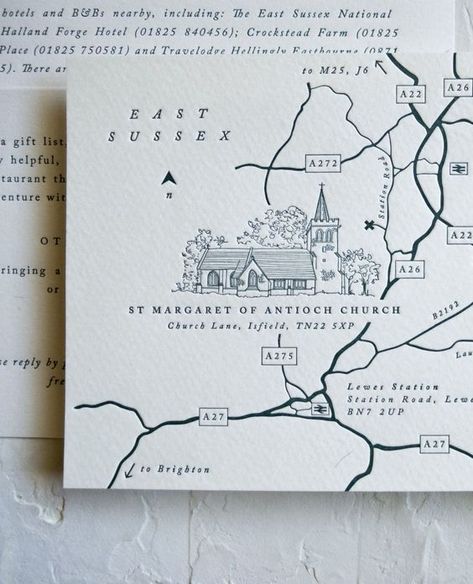 hotels and B&Bs nearby, including: The East Sussex National
Halland Forge Hotel (01825 840456); Crockstead Farm (01825
Place (01825 750581) and Travelodge Hellingly Eastbourne (0871
5). There ar
a gift list,
y helpful,
staurant th
enture wit
O T
ringing a
or
se reply by
fre
to M25, J6
EAST
SUSSEX
n
A22
A26
A272
Station Road
A22
A26
ST MARGARET OF ANTIOCH CHURCH
Church Lane, Isfield, TN22 5XP
B2192
Lau
A275
Lewes Station
Station Road, Lewe
BN7 2UP
A27
A27
to Brighton